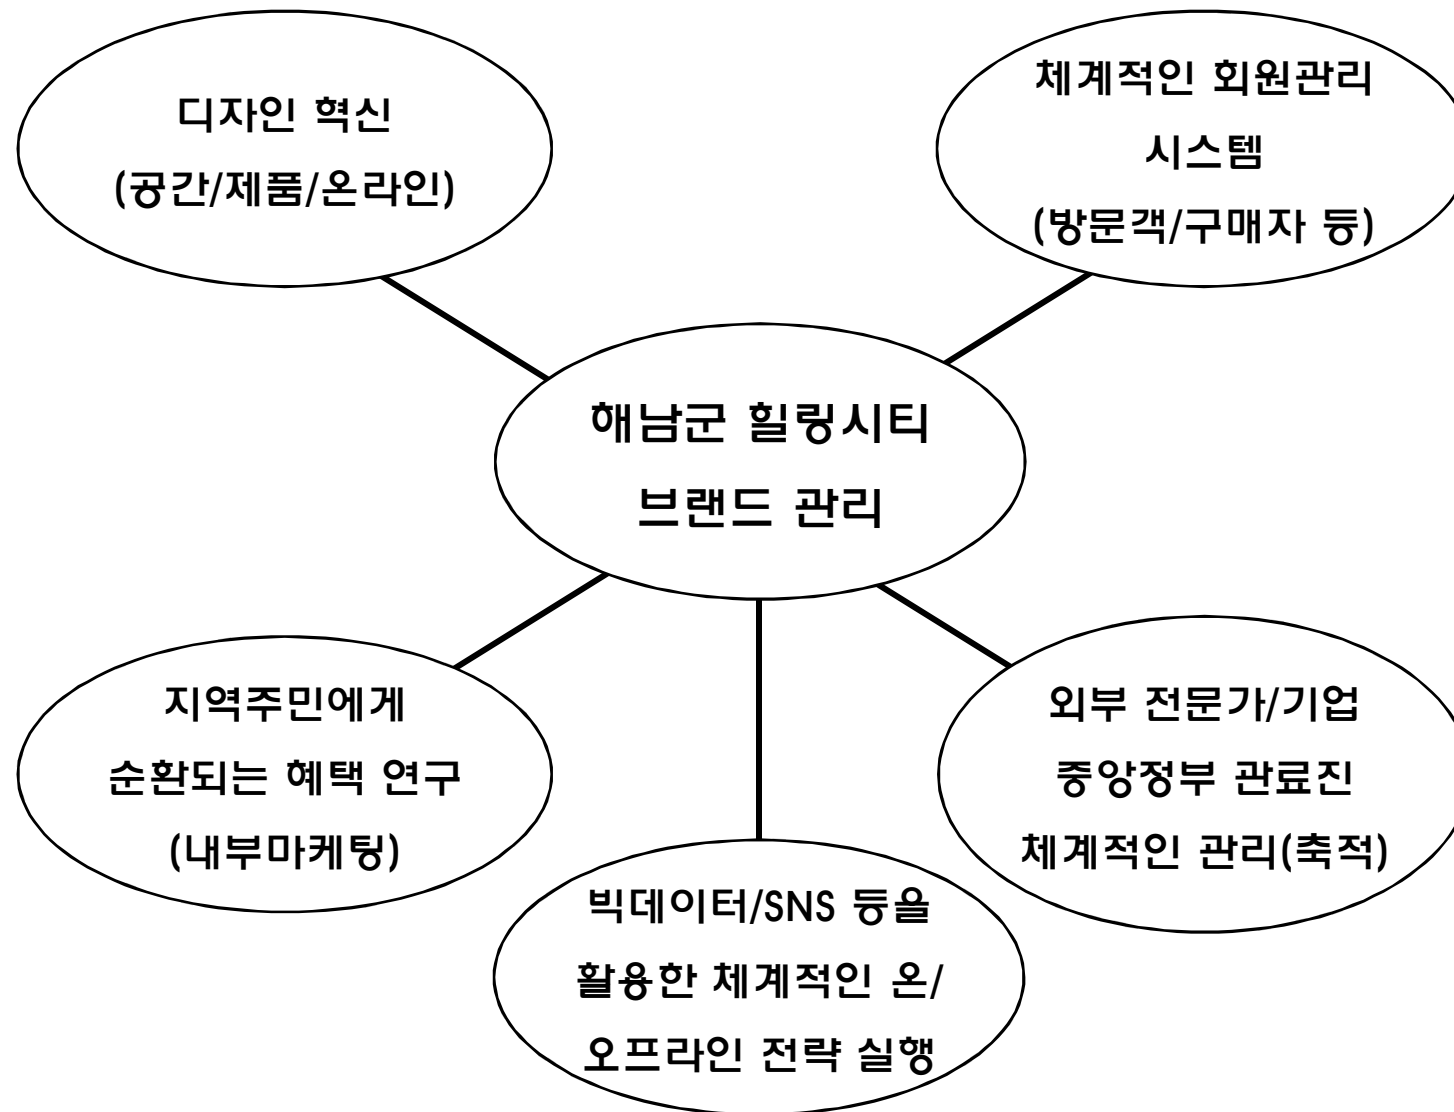 디자인 혁신
(공간/제품/온라인)
체계적인 회원관리
시스템
(방문객/구매자 등)
해남군 힐링시티
브랜드 관리
지역주민에게
순환되는 혜택 연구
(내부마케팅)
빅데이터/SNS 등을
활용한 체계적인 온/
오프라인 전략 실행
외부 전문가/기업
중앙정부 관료진
체계적인 관리(축적)